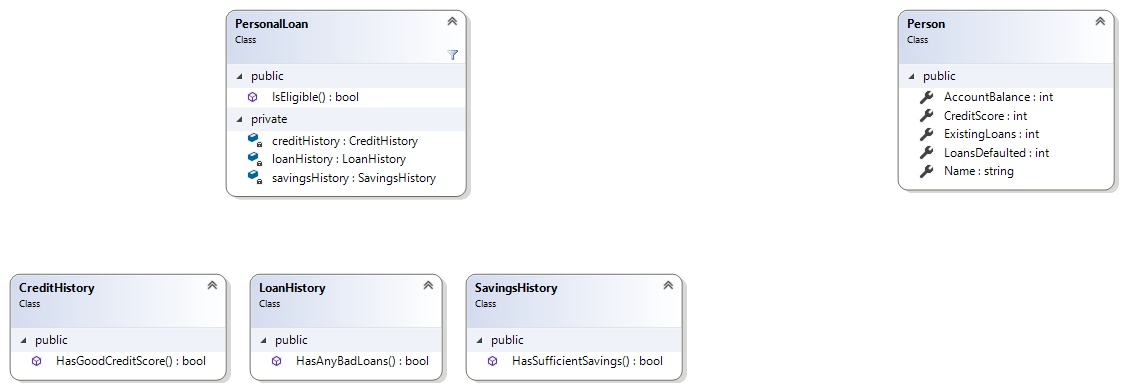 PersonalLoan
Class
public
IsEligible() : bool
private
creditHistory : CreditHistory
loanHistory : LoanHistory
savingsHistory : SavingsHistory
Person
Class
public
AccountBalance : int
CreditScore : int
ExistingLoans : int
LoansDefaulted : int
Name : string
CreditHistory
Class
public
HasGoodCreditScore() : bool
LoanHistory
Class
public
HasAnyBadLoans() : bool
SavingsHistory
Class
public
HasSufficientSavings() : bool